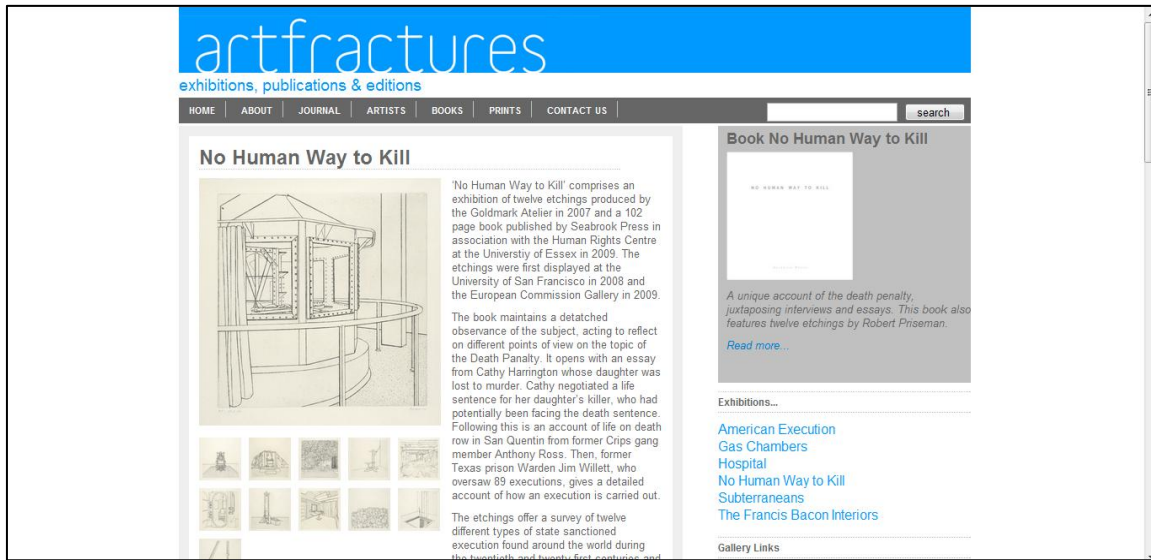 artfractures
exhibitions, publications & editions
HOME ABOUT JOURNAL ARTISTS BOOKS PRINTS CONTACT US search
No Human Way to Kill
'No Human Way to Kill' comprises an
exhibition of twelve etchings produced by
the Goldmark Atelier in 2007 and a 102
page book published by Seabrook Press in
association with the Human Rights Centre
at the Universtiy of Essex in 2009. The
etchings were first displayed at the
University of San Francisco in 2008 and
the European Commission Gallery in 2009.
The book maintains a detatched
observance of the subject, acting to reflect
on different points of view on the topic of
the Death Panalty. It opens with an essay
from Cathy Harrington whose daughter was
lost to murder. Cathy negotiated a life
sentence for her daughter's killer, who had
potentially been facing the death sentence.
Following this is an account of life on death
row in San Quentin from former Crips gang
member Anthony Ross. Then, former
Texas prison Warden Jim Willett, who
oversaw 89 executions, gives a detailed
account of how an execution is carried out.
The etchings offer a survey of twelve
different types of state sanctioned
execution found around the world during
the twentieth and twenty first centuries and
Book No Human Way to Kill
NO HUMAN WAY TO KILL
A unique account of the death penalty,
juxtaposing interviews and essays. This book also
features twelve etchings by Robert Priseman.
Read more...
Exhibitions...
American Execution
Gas Chambers
Hospital
No Human Way to Kill
Subterraneans
The Francis Bacon Interiors
Gallery Links